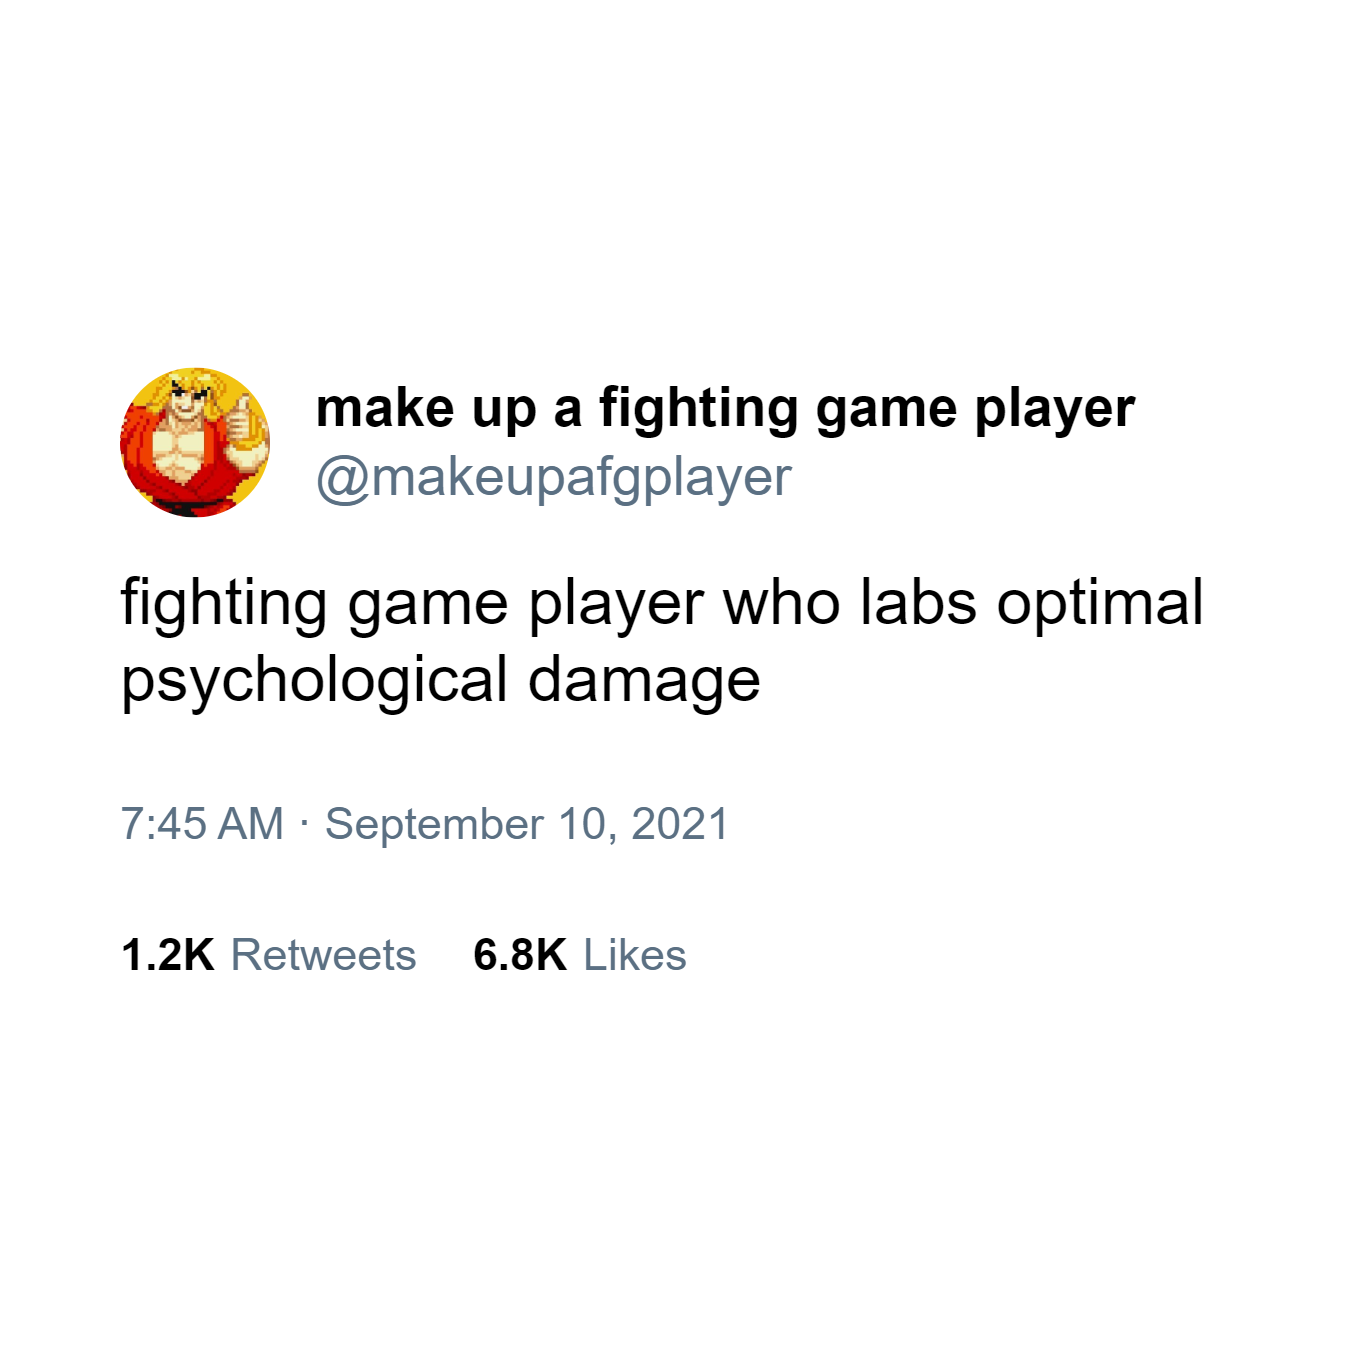 make up a fighting game player
@makeupafgplayer
fighting game player who labs optimal
psychological damage
7:45 AM · September 10, 2021
1.2K Retweets 6.8K Likes